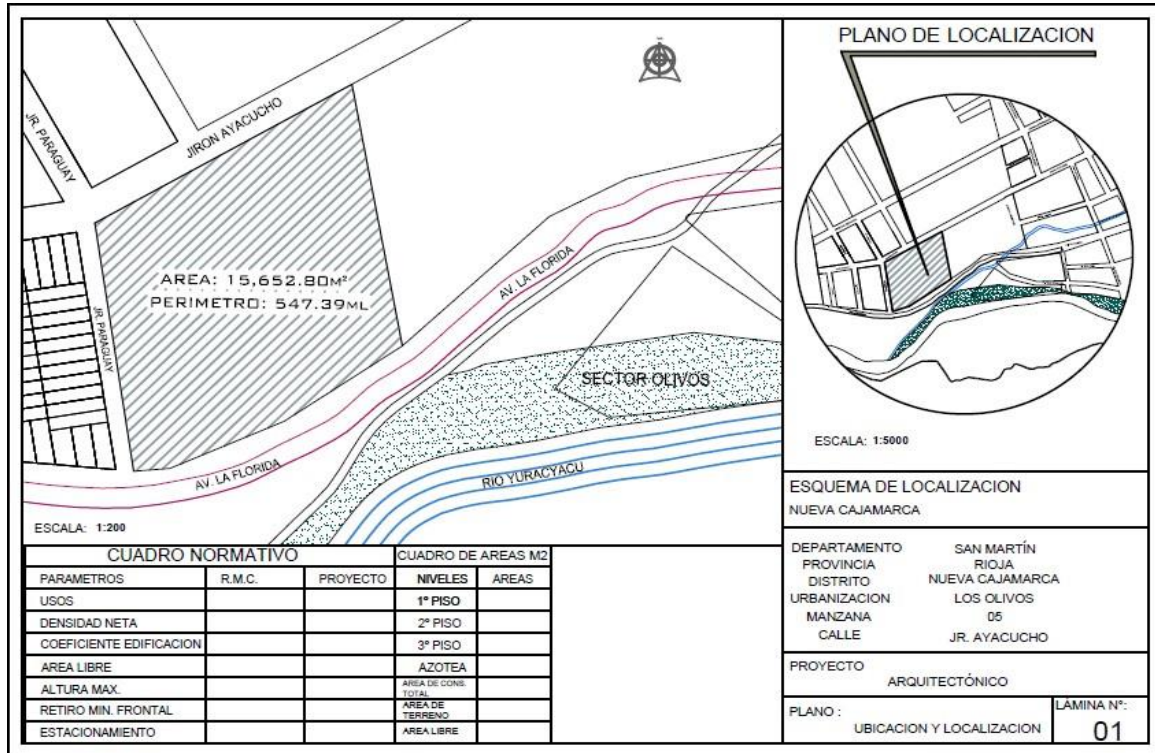 PLANO DE LOCALIZACION
JR. PARAGUAY
JIRON AYACUCHO
AREA: 15,652.80M²
PERIMETRO: 547.39ML
JR. PARAGUAY
AV. LA FLORIDA
SECTOR OLIVOS
AV. LA FLORIDA
RIO YURACYACU
ESCALA: 1:200
ESCALA: 1:5000
ESQUEMA DE LOCALIZACION
NUEVA CAJAMARCA
DEPARTAMENTO SAN MARTÍN
PROVINCIA RIOJA
DISTRITO NUEVA CAJAMARCA
URBANIZACION LOS OLIVOS
MANZANA 05
CALLE JR. AYACUCHO
PROYECTO
ARQUITECTÓNICO
PLANO :
UBICACION Y LOCALIZACION
LÁMINA N°:
01
CUADRO NORMATIVO CUADRO DE AREAS M2
PARAMETROS R.M.C. PROYECTO NIVELES AREAS
USOS 1° PISO
DENSIDAD NETA 2° PISO
COEFICIENTE EDIFICACION 3° PISO
AREA LIBRE AZOTEA
ALTURA MAX. AREA DE CONS. TOTAL
RETIRO MIN. FRONTAL AREA DE TERRENO
ESTACIONAMIENTO AREA LIBRE